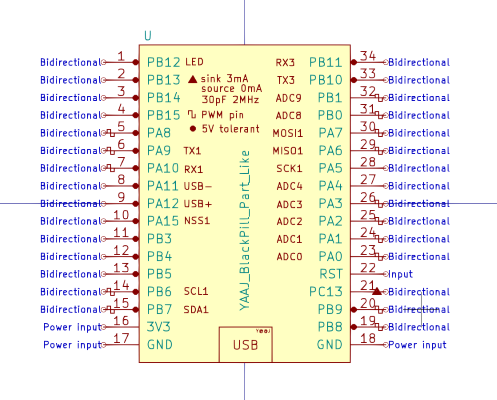 U
Bidirectional 1 PB12 LED RX3 PB11 34 Bidirectional
Bidirectional 2 PB13 sink 3mA TX3 PB10 33 Bidirectional
source 0mA
Bidirectional 3 PB14 30pF 2MHz ADC9 PB1 32 Bidirectional
Bidirectional 4 PB15 PWM pin ADC8 PB0 31 Bidirectional
Bidirectional 5 PA8 5V tolerant MOSI1 PA7 30 Bidirectional
Bidirectional 6 PA9 TX1 MISO1 PA6 29 Bidirectional
Bidirectional 7 PA10 RX1 SCK1 PA5 28 Bidirectional
Bidirectional 8 PA11 USB- ADC4 PA4 27 Bidirectional
Bidirectional 9 PA12 USB+ ADC3 PA3 26 Bidirectional
Bidirectional 10 PA15 NSS1 ADC2 PA2 25 Bidirectional
Bidirectional 11 PB3 ADC1 PA1 24 Bidirectional
Bidirectional 12 PB4 ADC0 PA0 23 Bidirectional
Bidirectional 13 PB5 RST 22 Input
Bidirectional 14 PB6 SCL1 PC13 21 Bidirectional
Bidirectional 15 PB7 SDA1 PB9 20 Bidirectional
Power input 16 3V3 PB8 19 Bidirectional
Power input 17 GND GND 18 Power input
YAAJ_BlackPill_Part_Like
YAAJ
USB